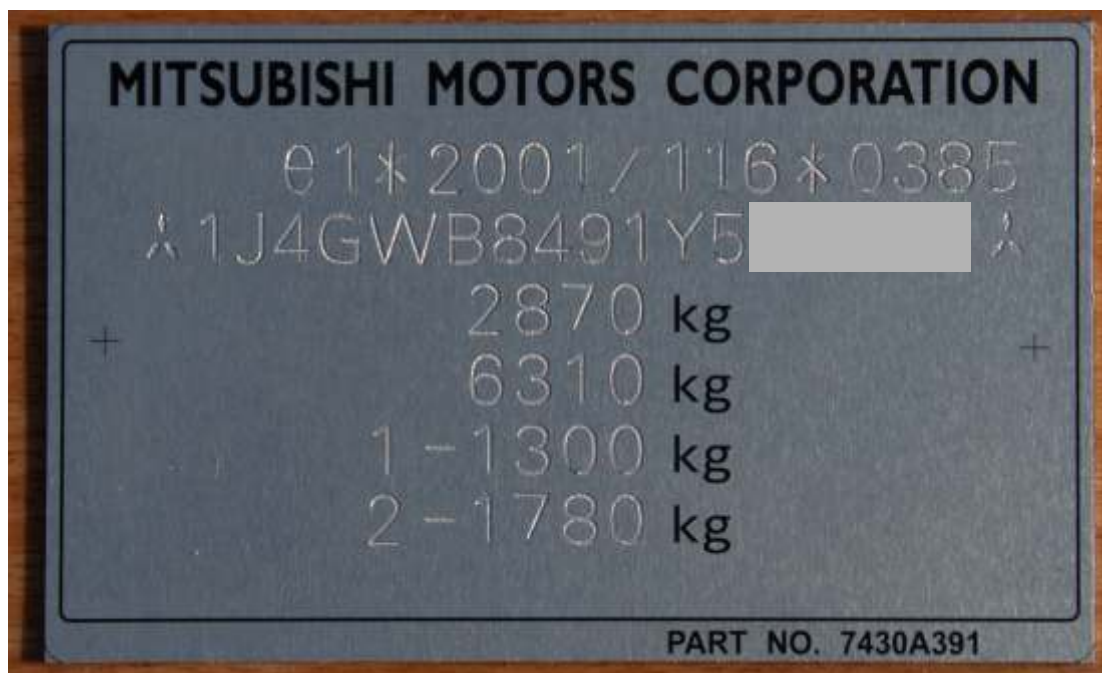 MITSUBISHI MOTORS CORPORATION
e1*2001/116*0385
1J4GWB8491Y5
2870 kg
6310 kg
1-1300 kg
2-1780 kg
PART NO. 7430A391